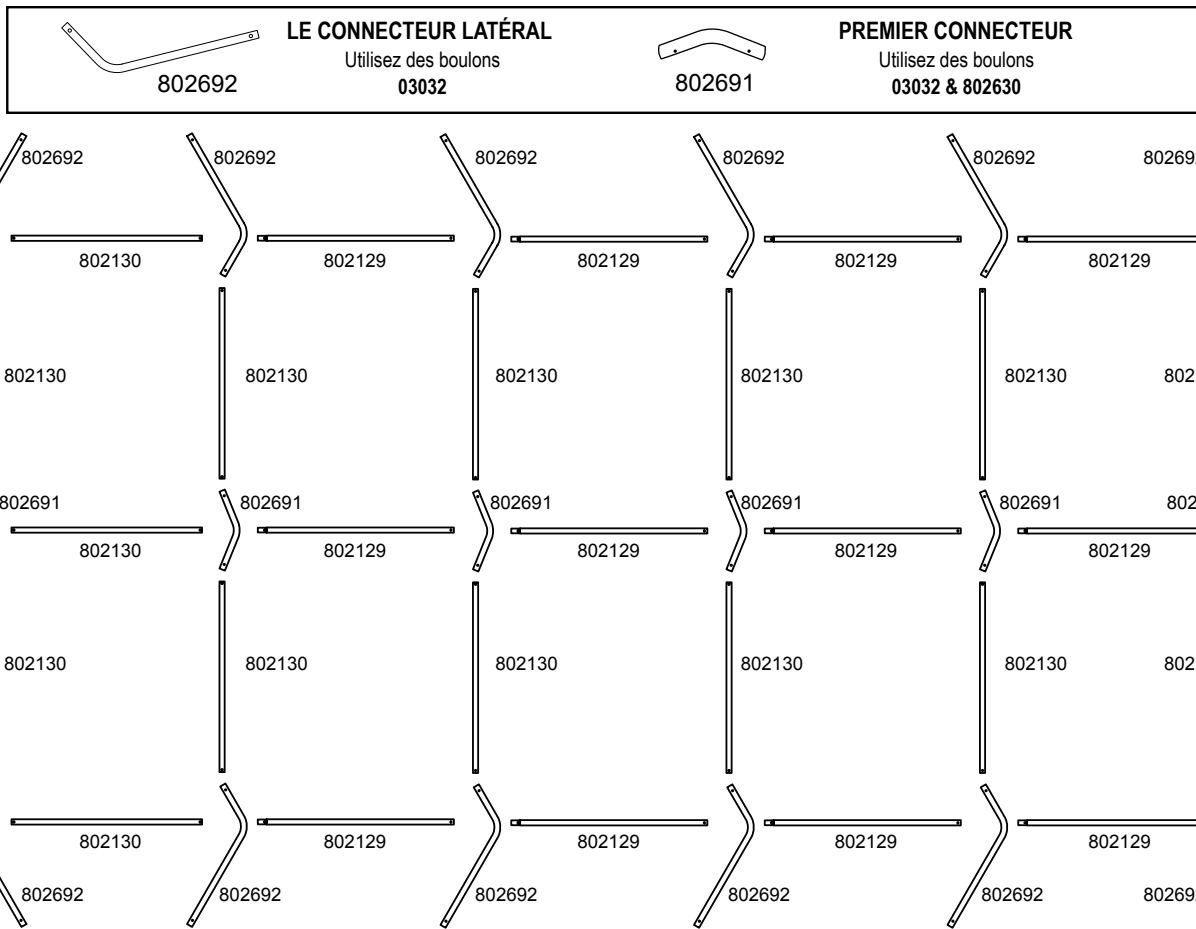 LE CONNECTEUR LATÉRAL
Utilisez des boulons
03032
802692
PREMIER CONNECTEUR
Utilisez des boulons
03032 & 802630
802691
802692 802692 802692 802692 802692
802130 802129 802129 802129 802129
802130 802130 802130 802130 802130
802691 802691 802691 802691 802691
802130 802129 802129 802129 802129
802130 802130 802130 802130 802130
802130 802129 802129 802129 802129
802692 802692 802692 802692 802692